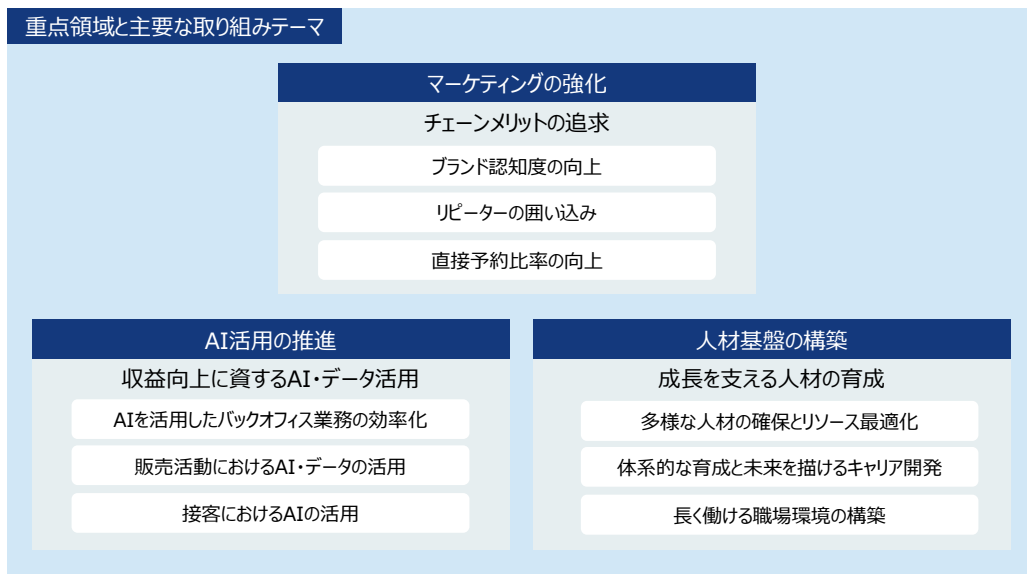 重点領域と主要な取り組みテーマ
マーケティングの強化
チェーンメリットの追求
ブランド認知度の向上
リピーターの囲い込み
直接予約比率の向上
AI活用の推進
収益向上に資するAI・データ活用
AIを活用したバックオフィス業務の効率化
販売活動におけるAI・データの活用
接客におけるAIの活用
人材基盤の構築
成長を支える人材の育成
多様な人材の確保とリソース最適化
体系的な育成と未来を描けるキャリア開発
長く働ける職場環境の構築